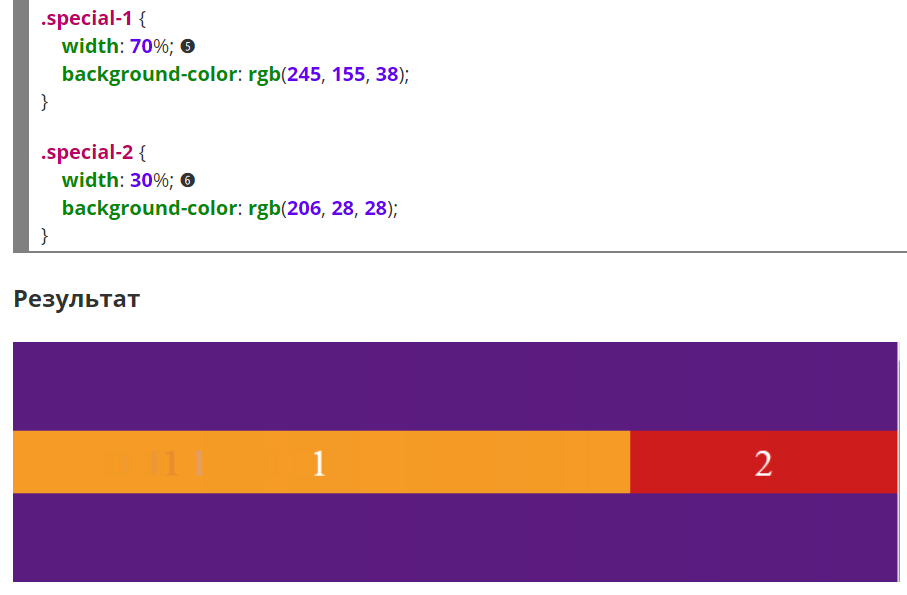 .special-1 {
width: 70%; ❺
background-color: rgb(245, 155, 38);
}
.special-2 {
width: 30%; ❻
background-color: rgb(206, 28, 28);
}
Результат
1 2